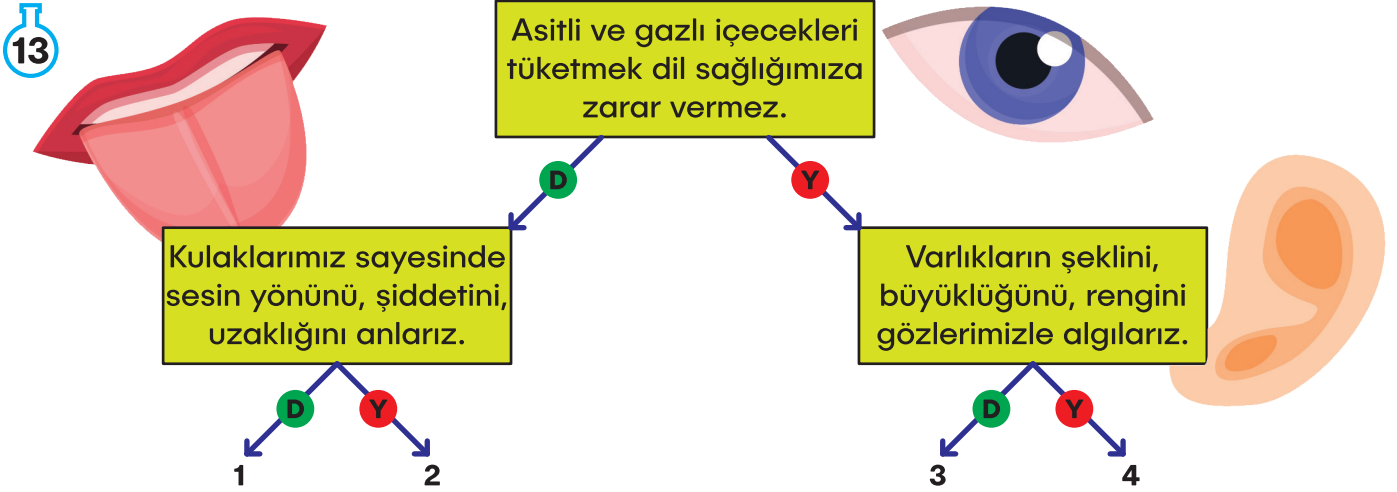 13
Asitli ve gazlı içecekleri
tüketmek dil sağlığımıza
zarar vermez.
D
Y
Kulaklarımız sayesinde
sesin yönünü, şiddetini,
uzaklığını anlarız.
Varlıkların şeklini,
büyüklüğünü, rengini
gözlerimizle algılarız.
D
Y
D
Y
1
2
3
4